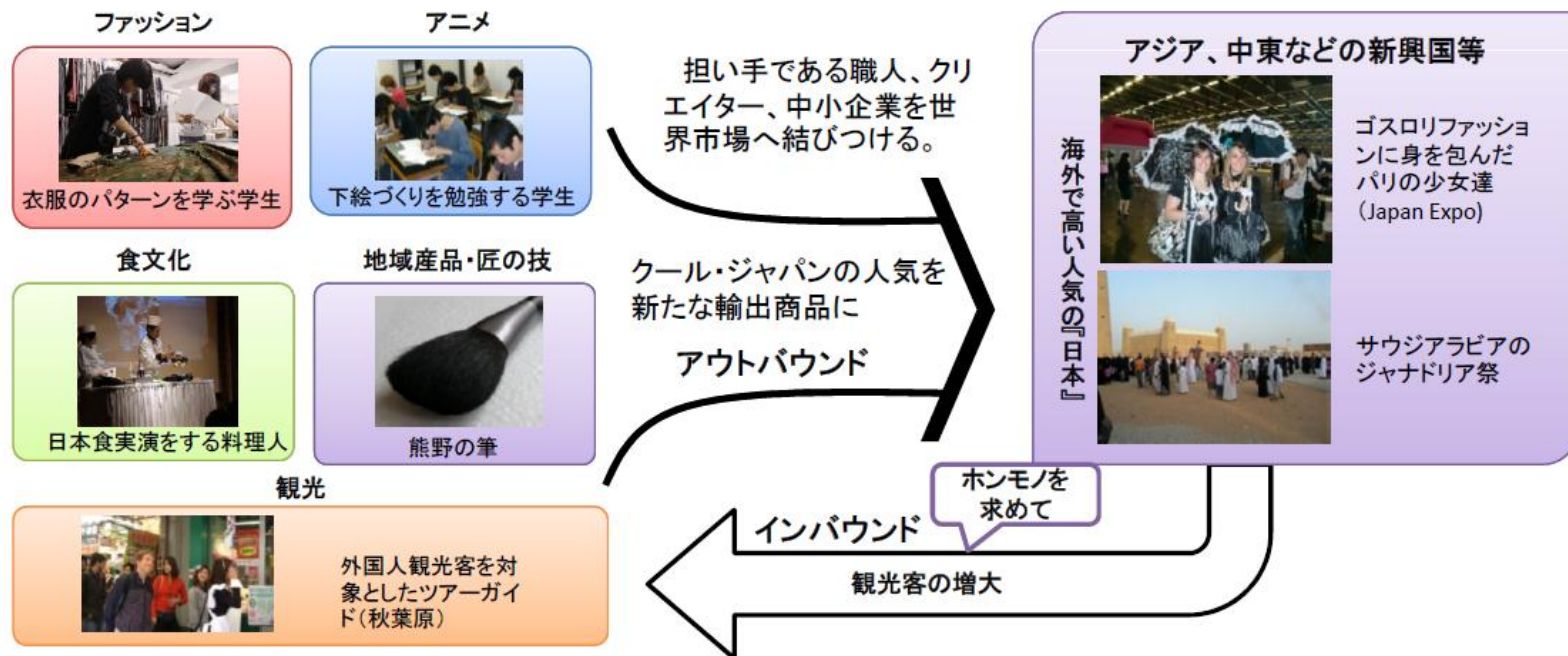 ファッション
衣服のパターンを学ぶ学生
アニメ
下絵づくりを勉強する学生
食文化
日本食実演をする料理人
地域産品・匠の技
熊野の筆
観光
外国人観光客を対
象としたツアーガイ
ド(秋葉原)
担い手である職人、クリ
エイター、中小企業を世
界市場へ結びつける。
クール・ジャパンの人気を
新たな輸出商品に
アウトバウンド
アジア、中東などの新興国等
海外で高い人気の『日本』
ゴスロリファッショ
ンに身を包んだ
パリの少女達
(Japan Expo)
サウジアラビアの
ジャナドリア祭
ホンモノを
求めて
インバウンド
観光客の増大